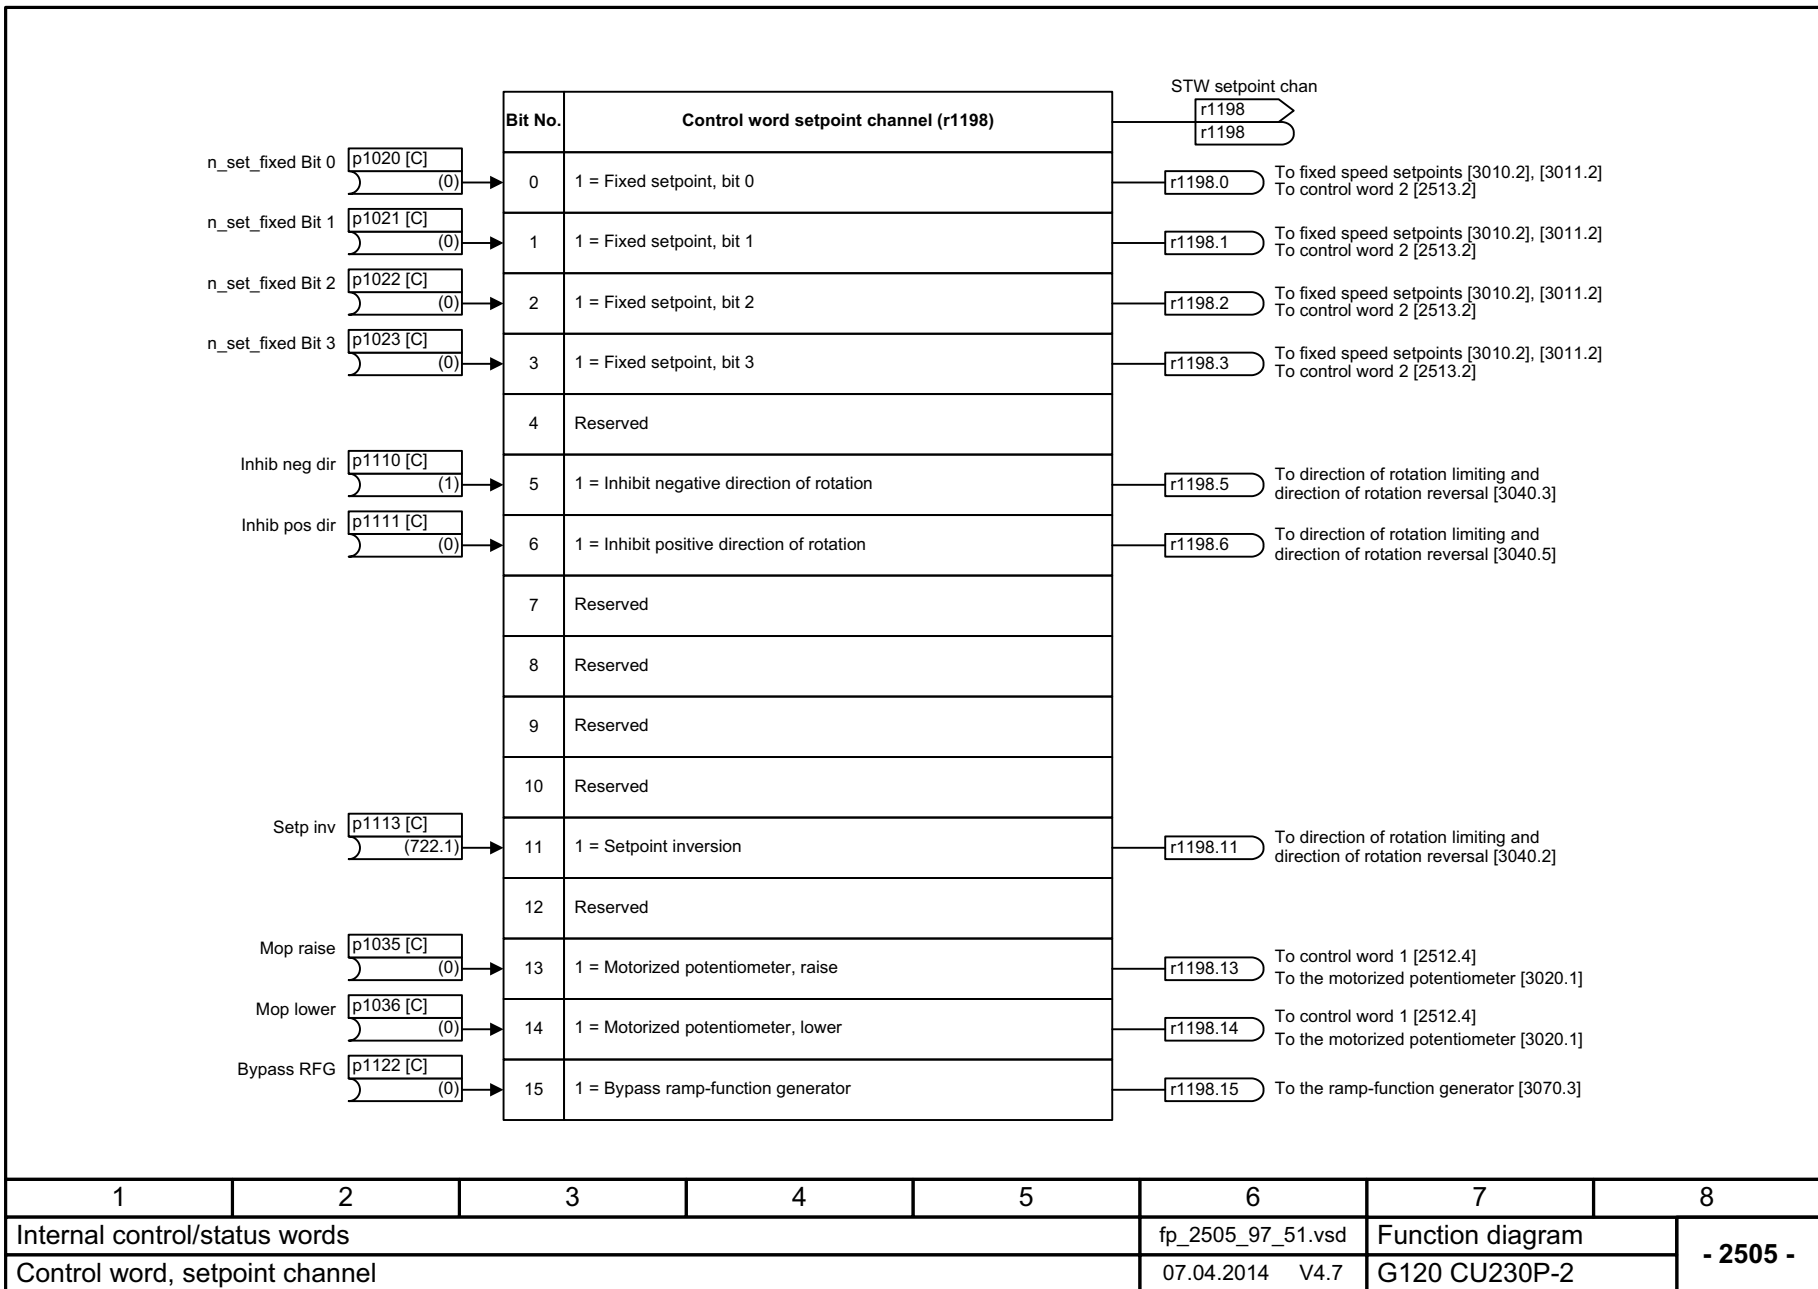 STW setpoint chan
r1198
r1198
Bit No. Control word setpoint channel (r1198)
n_set_fixed Bit 0 p1020 [C]
(0) 0 1 = Fixed setpoint, bit 0 r1198.0 To fixed speed setpoints [3010.2], [3011.2]
To control word 2 [2513.2]
n_set_fixed Bit 1 p1021 [C]
(0) 1 1 = Fixed setpoint, bit 1 r1198.1 To fixed speed setpoints [3010.2], [3011.2]
To control word 2 [2513.2]
n_set_fixed Bit 2 p1022 [C]
(0) 2 1 = Fixed setpoint, bit 2 r1198.2 To fixed speed setpoints [3010.2], [3011.2]
To control word 2 [2513.2]
n_set_fixed Bit 3 p1023 [C]
(0) 3 1 = Fixed setpoint, bit 3 r1198.3 To fixed speed setpoints [3010.2], [3011.2]
To control word 2 [2513.2]
4 Reserved
Inhib neg dir p1110 [C]
(1) 5 1 = Inhibit negative direction of rotation r1198.5 To direction of rotation limiting and
direction of rotation reversal [3040.3]
Inhib pos dir p1111 [C]
(0) 6 1 = Inhibit positive direction of rotation r1198.6 To direction of rotation limiting and
direction of rotation reversal [3040.5]
7 Reserved
8 Reserved
9 Reserved
10 Reserved
Setp inv p1113 [C]
(722.1) 11 1 = Setpoint inversion r1198.11 To direction of rotation limiting and
direction of rotation reversal [3040.2]
12 Reserved
Mop raise p1035 [C]
(0) 13 1 = Motorized potentiometer, raise r1198.13 To control word 1 [2512.4]
To the motorized potentiometer [3020.1]
Mop lower p1036 [C]
(0) 14 1 = Motorized potentiometer, lower r1198.14 To control word 1 [2512.4]
To the motorized potentiometer [3020.1]
Bypass RFG p1122 [C]
(0) 15 1 = Bypass ramp-function generator r1198.15 To the ramp-function generator [3070.3]
1 2 3 4 5 6 7 8
Internal control/status words fp_2505_97_51.vsd Function diagram
- 2505 -
Control word, setpoint channel 07.04.2014 V4.7 G120 CU230P-2